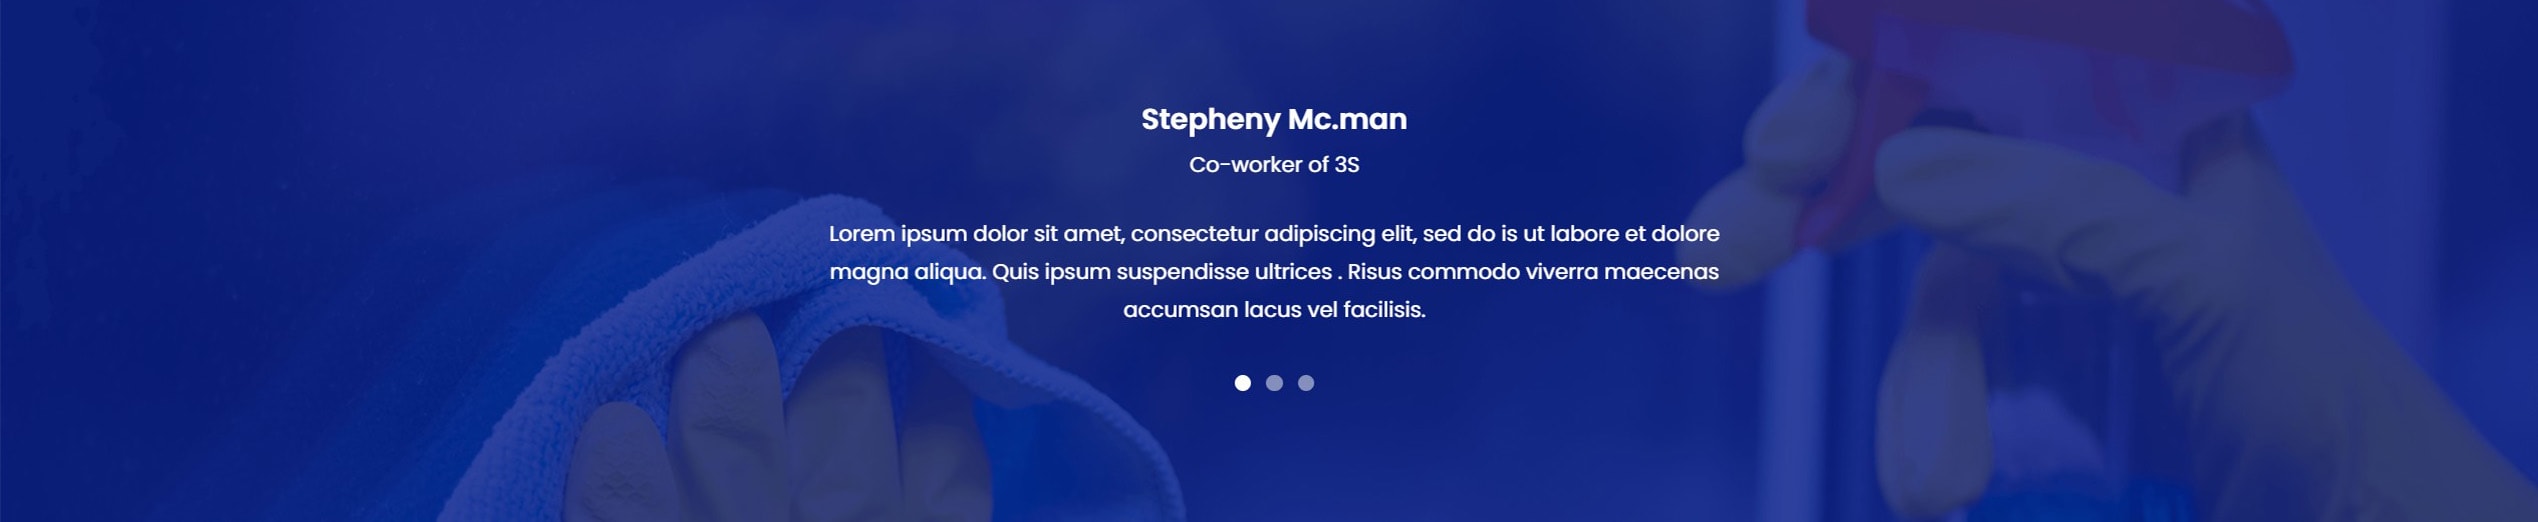 Stepheny Mc.man
Co-worker of 3S
Lorem ipsum dolor sit amet, consectetur adipiscing elit, sed do is ut labore et dolore
magna aliqua. Quis ipsum suspendisse ultrices . Risus commodo viverra maecenas
accumsan lacus vel facilisis.